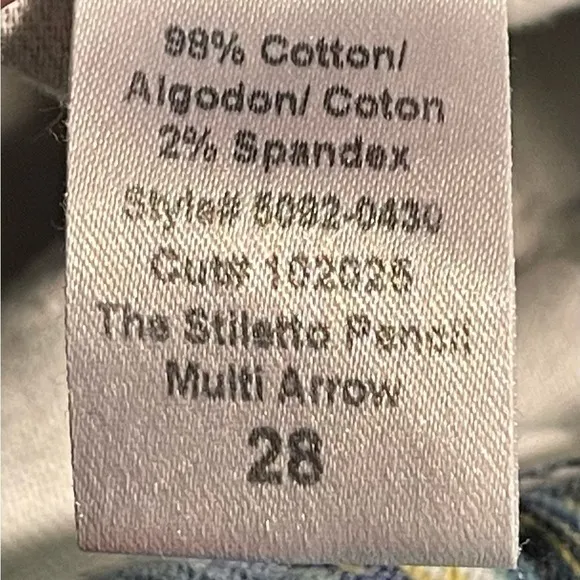 98% Cotton/
Algodon/ Coton
2% Spandex
Style# 5092-0430
Cut# 102025
The Stiletto Pencil
Multi Arrow
28